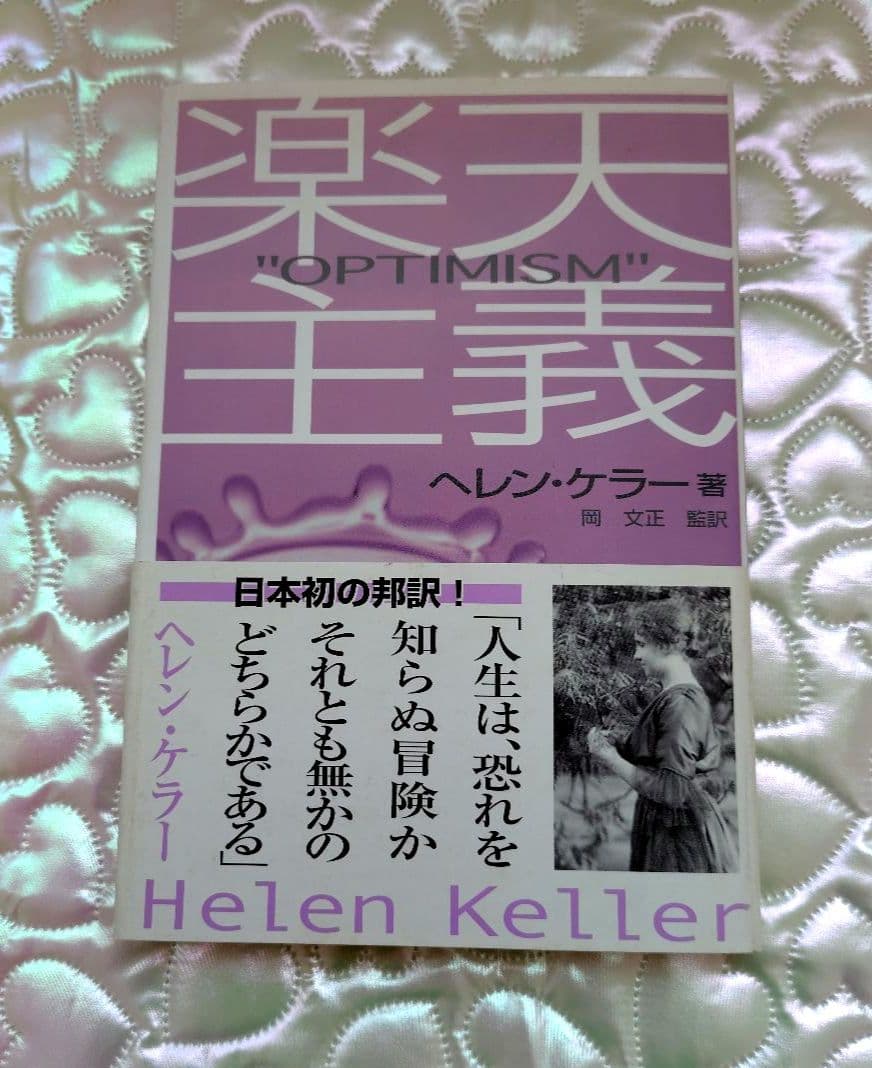 楽天
"OPTIMISM"
主義
ヘレン・ケラー 著
岡 文正 監訳
日本初の邦訳!
「人生は、恐れを
知らぬ冒険か
それとも無かの
どちらかである」
ヘレン・ケラー
Helen Keller